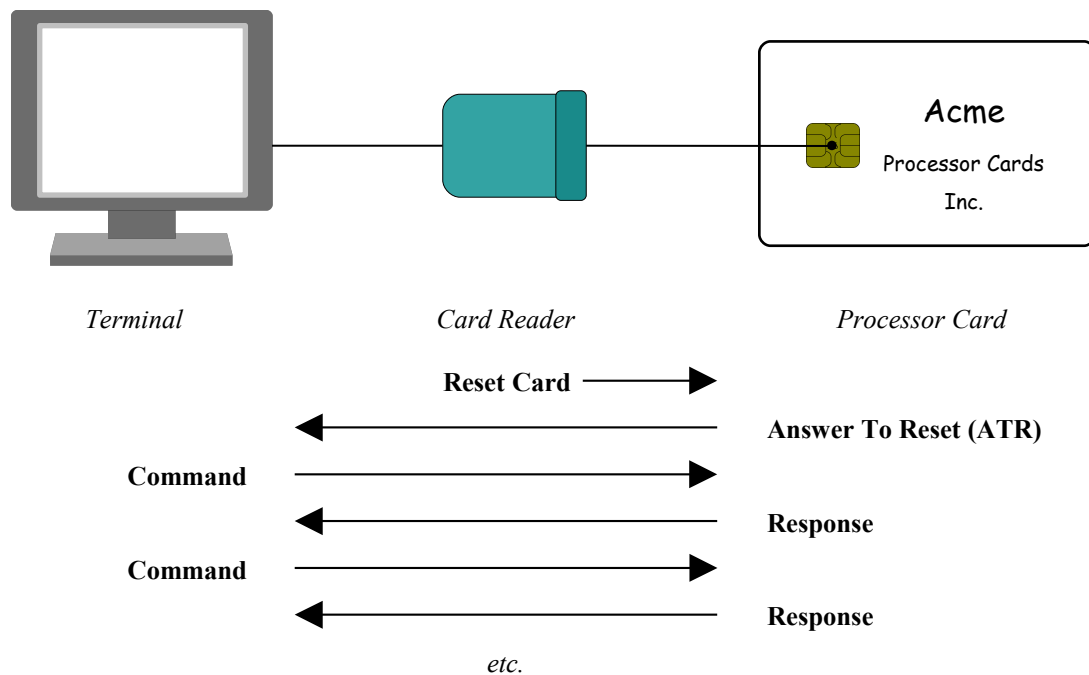 Acme
Processor Cards
Inc.
Terminal
Card Reader
Processor Card
Reset Card
Answer To Reset (ATR)
Command
Response
Command
Response
etc.